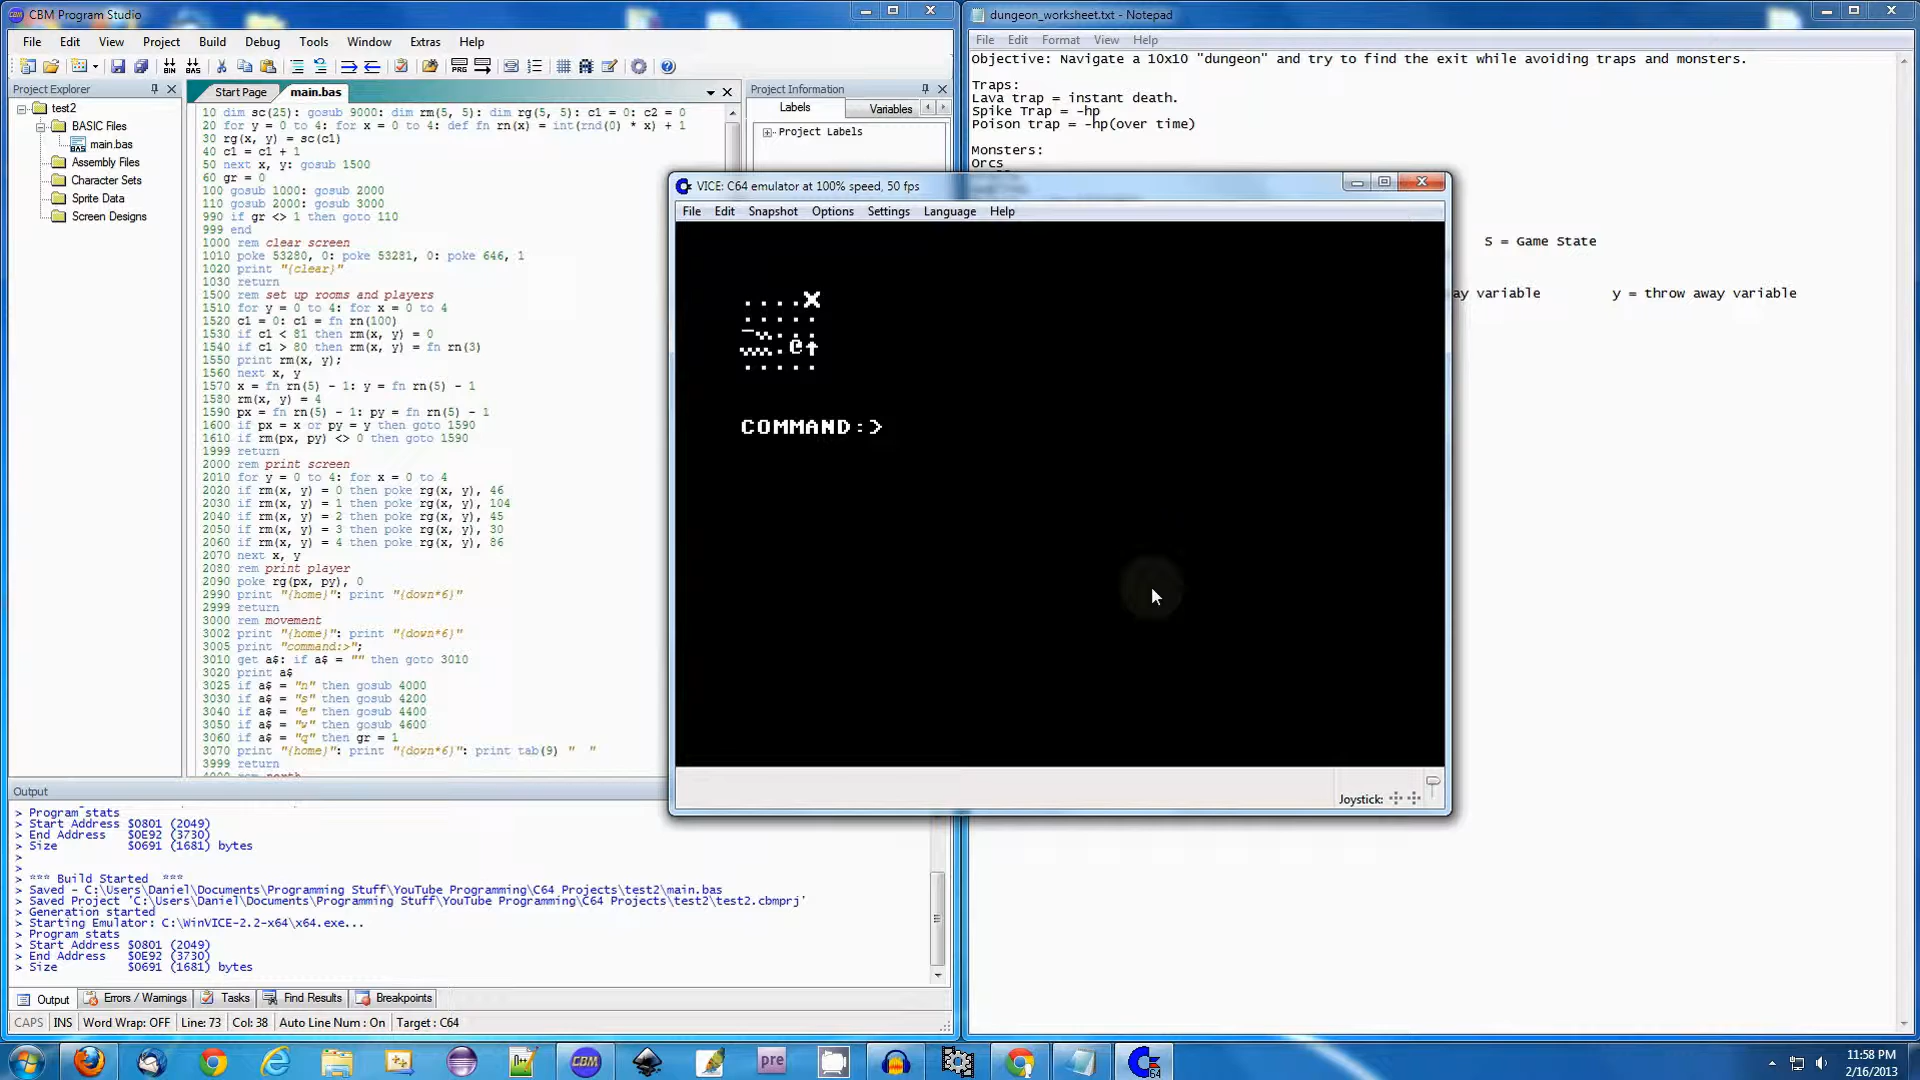 CBM Program Studio
File Edit View Project Build Debug Tools Window Extras Help
Project Explorer
test2
BASIC Files
main.bas
Assembly Files
Character Sets
Sprite Data
Screen Designs
Start Page main.bas
10 dim sc(25): gosub 9000: dim rm(5, 5): dim rg(5, 5): c1 = 0: c2 = 0
20 for y = 0 to 4: for x = 0 to 4: def fn rn(x) = int(rnd(0) * x) + 1
30 rg(x, y) = sc(c1)
40 c1 = c1 + 1
50 next x, y: gosub 1500
60 gr = 0
100 gosub 1000: gosub 2000
110 gosub 2000: gosub 3000
990 if gr <> 1 then goto 110
999 end
1000 rem clear screen
1010 poke 53280, 0: poke 53281, 0: poke 646, 1
1020 print "{clear}"
1030 return
1500 rem set up rooms and players
1510 for y = 0 to 4: for x = 0 to 4
1520 c1 = 0: c1 = fn rn(100)
1530 if c1 < 81 then rm(x, y) = 0
1540 if c1 > 80 then rm(x, y) = fn rn(3)
1550 print rm(x, y);
1560 next x, y
1570 x = fn rn(5) - 1: y = fn rn(5) - 1
1580 rm(x, y) = 4
1590 px = fn rn(5) - 1: py = fn rn(5) - 1
1600 if px = x or py = y then goto 1590
1610 if rm(px, py) <> 0 then goto 1590
1999 return
2000 rem print screen
2010 for y = 0 to 4: for x = 0 to 4
2020 if rm(x, y) = 0 then poke rg(x, y), 46
2030 if rm(x, y) = 1 then poke rg(x, y), 104
2040 if rm(x, y) = 2 then poke rg(x, y), 45
2050 if rm(x, y) = 3 then poke rg(x, y), 30
2060 if rm(x, y) = 4 then poke rg(x, y), 86
2070 next x, y
2080 rem print player
2090 poke rg(px, py), 0
2990 print "{home}": print "{down*6}"
2999 return
3000 rem movement
3002 print "{home}": print "{down*6}"
3005 print "command:>";
3010 get a$: if a$ = "" then goto 3010
3020 print a$
3025 if a$ = "n" then gosub 4000
3030 if a$ = "s" then gosub 4200
3040 if a$ = "e" then gosub 4400
3050 if a$ = "w" then gosub 4600
3060 if a$ = "q" then gr = 1
3070 print "{home}": print "{down*6}": print tab(9) "  "
3999 return
Project Information
Labels Variables
Project Labels
Output
> Program stats
> Start Address $0801 (2049)
> End Address $0E92 (3730)
> Size $0691 (1681) bytes
>
>
> *** Build Started ***
> Saved - C:\Users\Daniel\Documents\Programming Stuff\YouTube Programming\C64 Projects\test2\main.bas
> Saved Project 'C:\Users\Daniel\Documents\Programming Stuff\YouTube Programming\C64 Projects\test2\test2.cbmprj'
> Generation started
> Starting Emulator: C:\WinVICE-2.2-x64\x64.exe...
> Program stats
> Start Address $0801 (2049)
> End Address $0E92 (3730)
> Size $0691 (1681) bytes
Output Errors / Warnings Tasks Find Results Breakpoints
CAPS INS Word Wrap: OFF Line: 73 Col: 38 Auto Line Num : On Target : C64
dungeon_worksheet.txt - Notepad
File Edit Format View Help
Objective: Navigate a 10x10 "dungeon" and try to find the exit while avoiding traps and monsters.
Traps:
Lava trap = instant death.
Spike Trap = -hp
Poison trap = -hp(over time)
Monsters:
Orcs
S = Game State
ay variable y = throw away variable
VICE: C64 emulator at 100% speed, 50 fps
File Edit Snapshot Options Settings Language Help
....X
.....
@↑
.....
COMMAND:>
Joystick:
CBM
pre
64
11:58 PM
2/16/2013